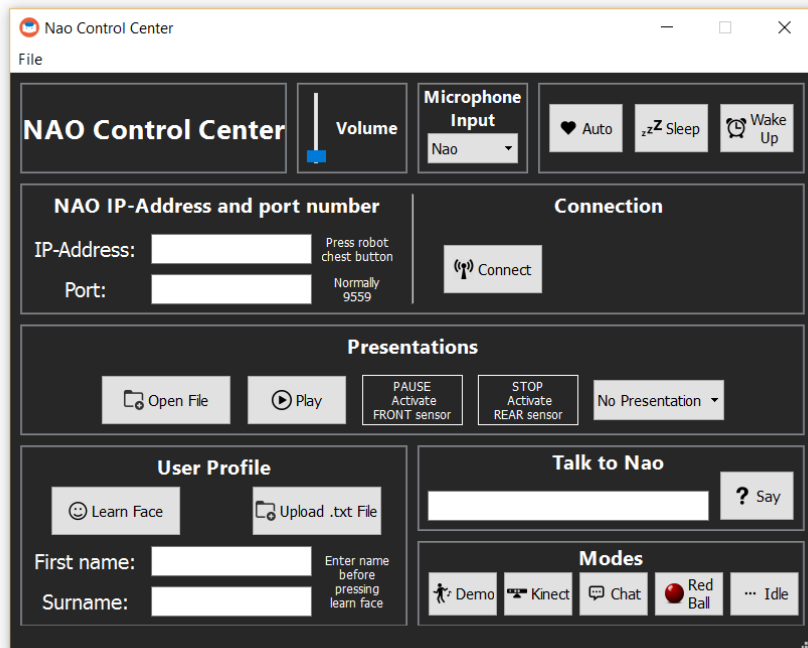 Nao Control Center
File
NAO Control Center
Volume
Microphone
Input
Nao
Auto
zzZ Sleep
Wake
Up
NAO IP-Address and port number
Connection
IP-Address:
Press robot
chest button
Connect
Port:
Normally
9559
Presentations
Open File
Play
PAUSE
Activate
FRONT sensor
STOP
Activate
REAR sensor
No Presentation
User Profile
Learn Face
Upload .txt File
First name:
Surname:
Enter name
before
pressing
learn face
Talk to Nao
? Say
Modes
Demo
Kinect
Chat
Red
Ball
... Idle